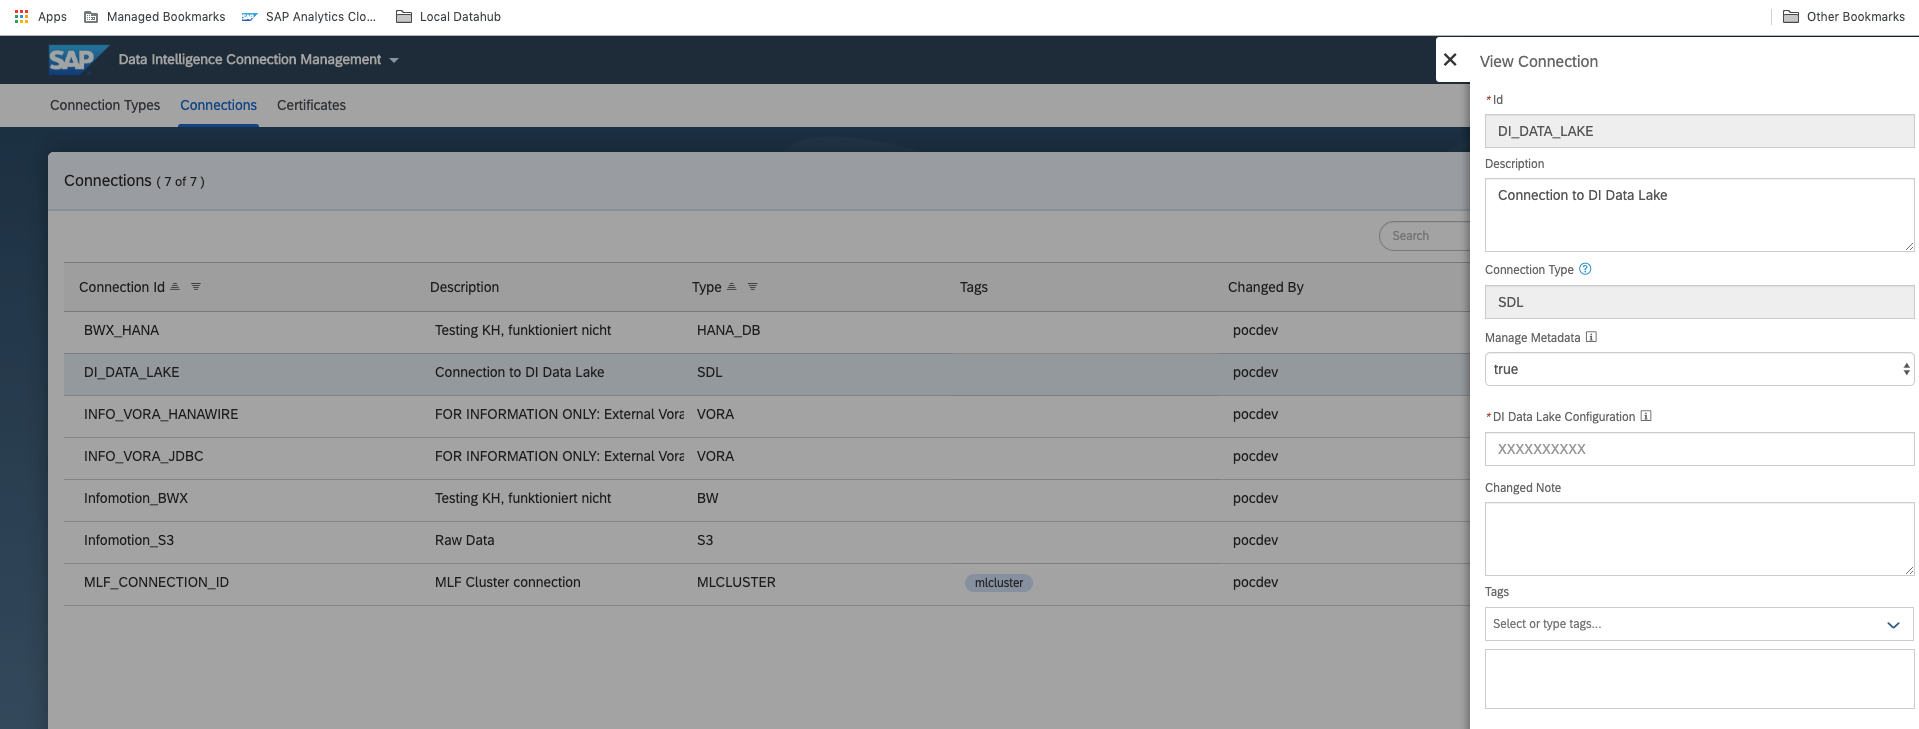 Apps Managed Bookmarks SAP Analytics Clo... Local Datahub Other Bookmarks
SAP Data Intelligence Connection Management
Connection Types Connections Certificates
Connections ( 7 of 7 )
Search
Connection Id Description Type Tags Changed By
BWX_HANA Testing KH, funktioniert nicht HANA_DB pocdev
DI_DATA_LAKE Connection to DI Data Lake SDL pocdev
INFO_VORA_HANAWIRE FOR INFORMATION ONLY: External Vora VORA pocdev
INFO_VORA_JDBC FOR INFORMATION ONLY: External Vora VORA pocdev
Infomotion_BWX Testing KH, funktioniert nicht BW pocdev
Infomotion_S3 Raw Data S3 pocdev
MLF_CONNECTION_ID MLF Cluster connection MLCLUSTER mlcluster pocdev
View Connection
*Id
DI_DATA_LAKE
Description
Connection to DI Data Lake
Connection Type
SDL
Manage Metadata
true
*DI Data Lake Configuration
XXXXXXXXXX
Changed Note
Tags
Select or type tags...